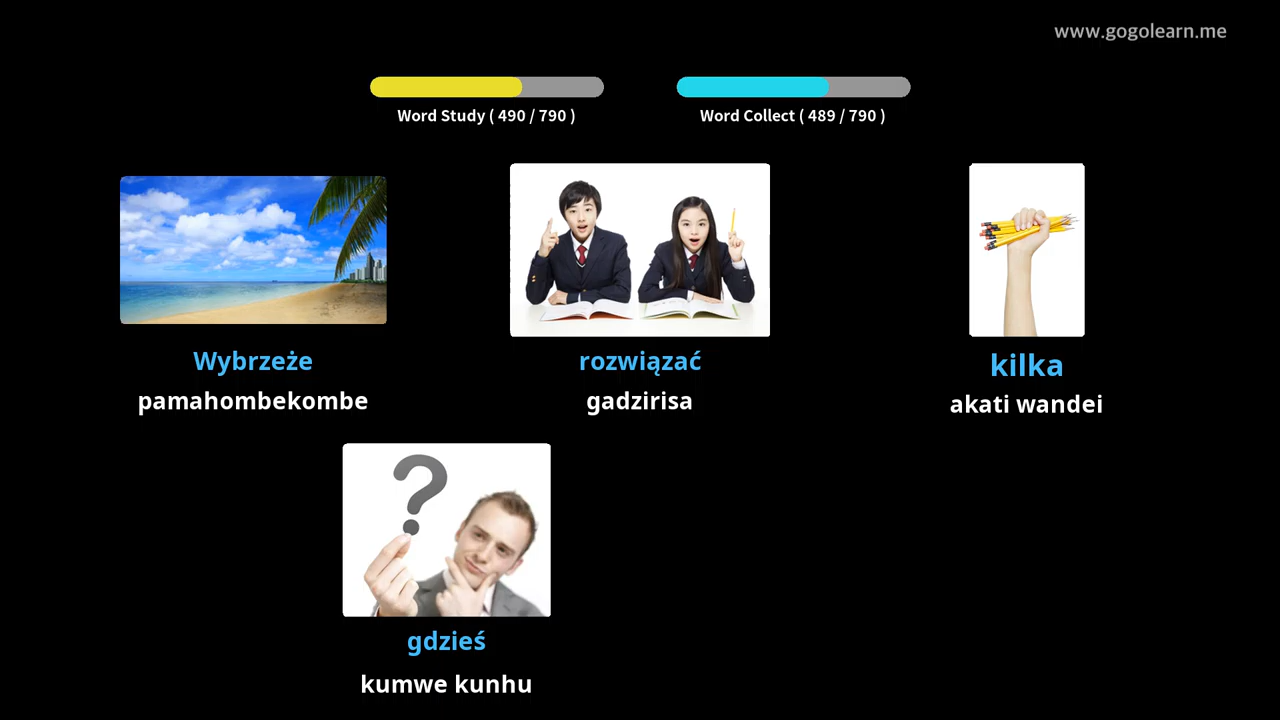 www.gogolearn.me
Word Study ( 490 / 790 )
Word Collect ( 489 / 790 )
Wybrzeże
pamahombekombe
rozwiązać
gadzirisa
kilka
akati wandei
?
gdzieś
kumwe kunhu